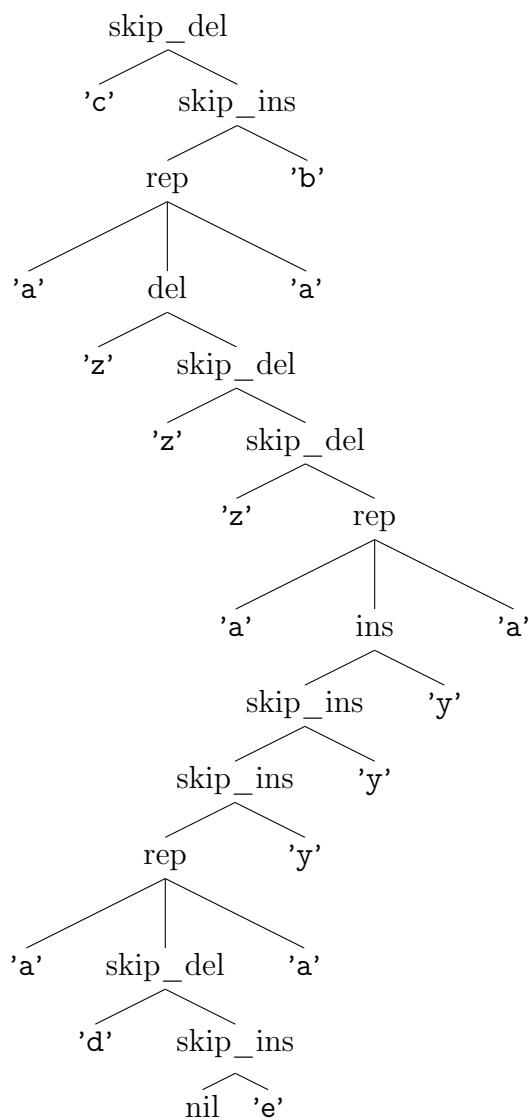 skip_del
'c' skip_ins
rep 'b'
'a' del 'a'
'z' skip_del
'z' skip_del
'z' rep
'a' ins 'a'
skip_ins 'y'
skip_ins 'y'
rep 'y'
'a' skip_del 'a'
'd' skip_ins
nil 'e'